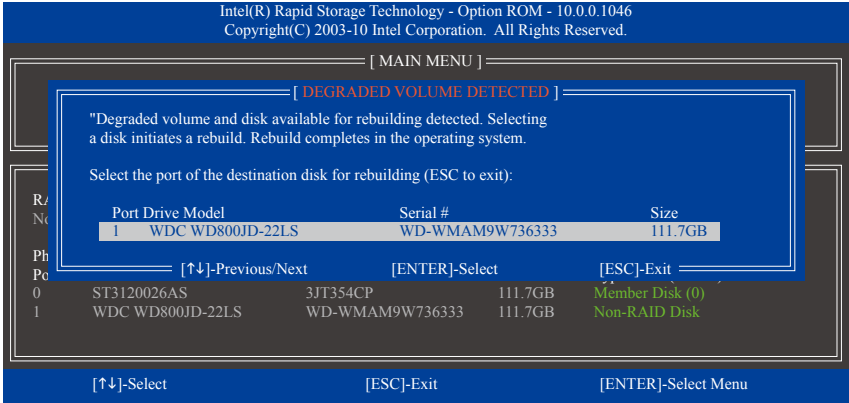 Intel(R) Rapid Storage Technology - Option ROM - 10.0.0.1046
Copyright(C) 2003-10 Intel Corporation.  All Rights Reserved.
[ MAIN MENU ]
[ DEGRADED VOLUME DETECTED ]
"Degraded volume and disk available for rebuilding detected. Selecting
a disk initiates a rebuild. Rebuild completes in the operating system.
Select the port of the destination disk for rebuilding (ESC to exit):
Port Drive Model Serial # Size
1 WDC WD800JD-22LS WD-WMAM9W736333 111.7GB
[↑↓]-Previous/Next [ENTER]-Select [ESC]-Exit
0 ST3120026AS 3JT354CP 111.7GB Member Disk (0)
1 WDC WD800JD-22LS WD-WMAM9W736333 111.7GB Non-RAID Disk
[↑↓]-Select [ESC]-Exit [ENTER]-Select Menu